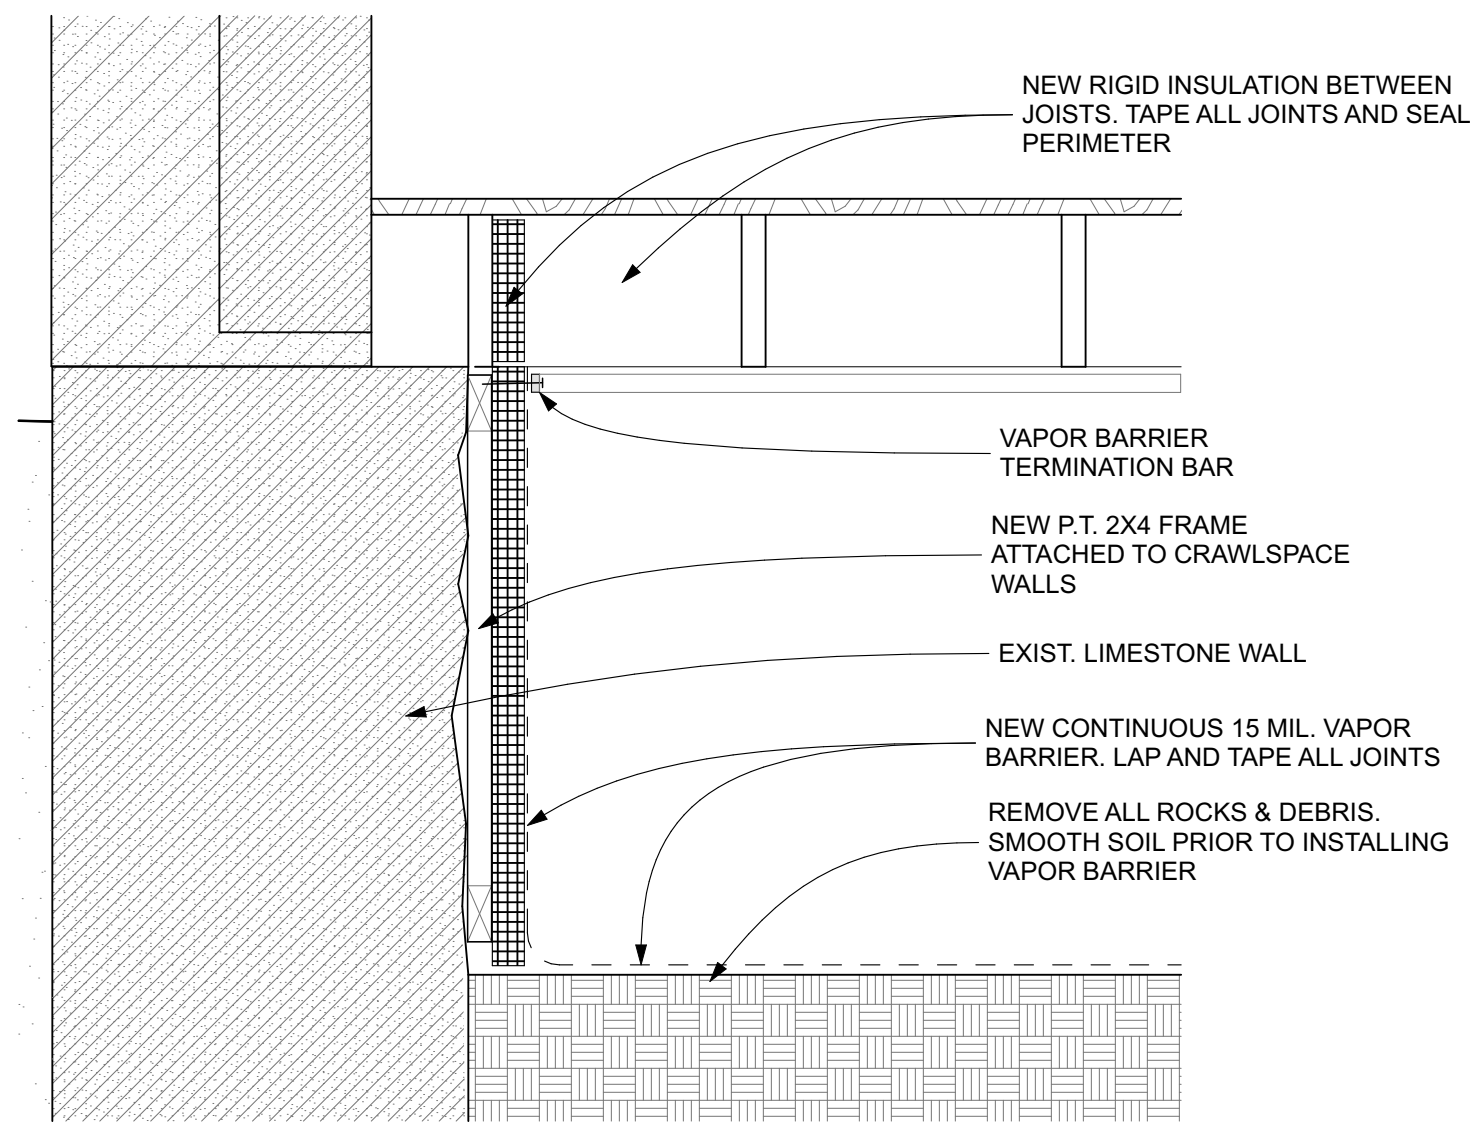 NEW RIGID INSULATION BETWEEN
JOISTS. TAPE ALL JOINTS AND SEAL
PERIMETER
VAPOR BARRIER
TERMINATION BAR
NEW P.T. 2X4 FRAME
ATTACHED TO CRAWLSPACE
WALLS
EXIST. LIMESTONE WALL
NEW CONTINUOUS 15 MIL. VAPOR
BARRIER. LAP AND TAPE ALL JOINTS
REMOVE ALL ROCKS & DEBRIS.
SMOOTH SOIL PRIOR TO INSTALLING
VAPOR BARRIER